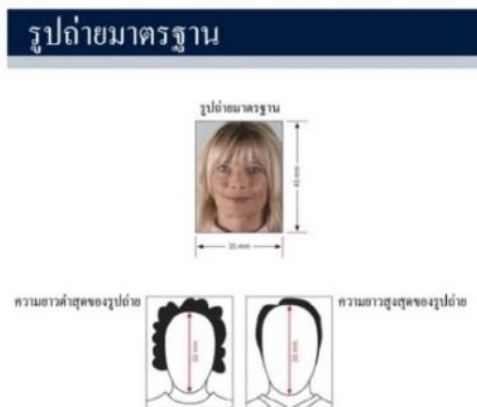 รูปถ่ายมาตรฐาน
รูปถ่ายมาตรฐาน
35 mm
ความยาวต่ำสุดของรูปถ่าย
ความยาวสูงสุดของรูปถ่าย